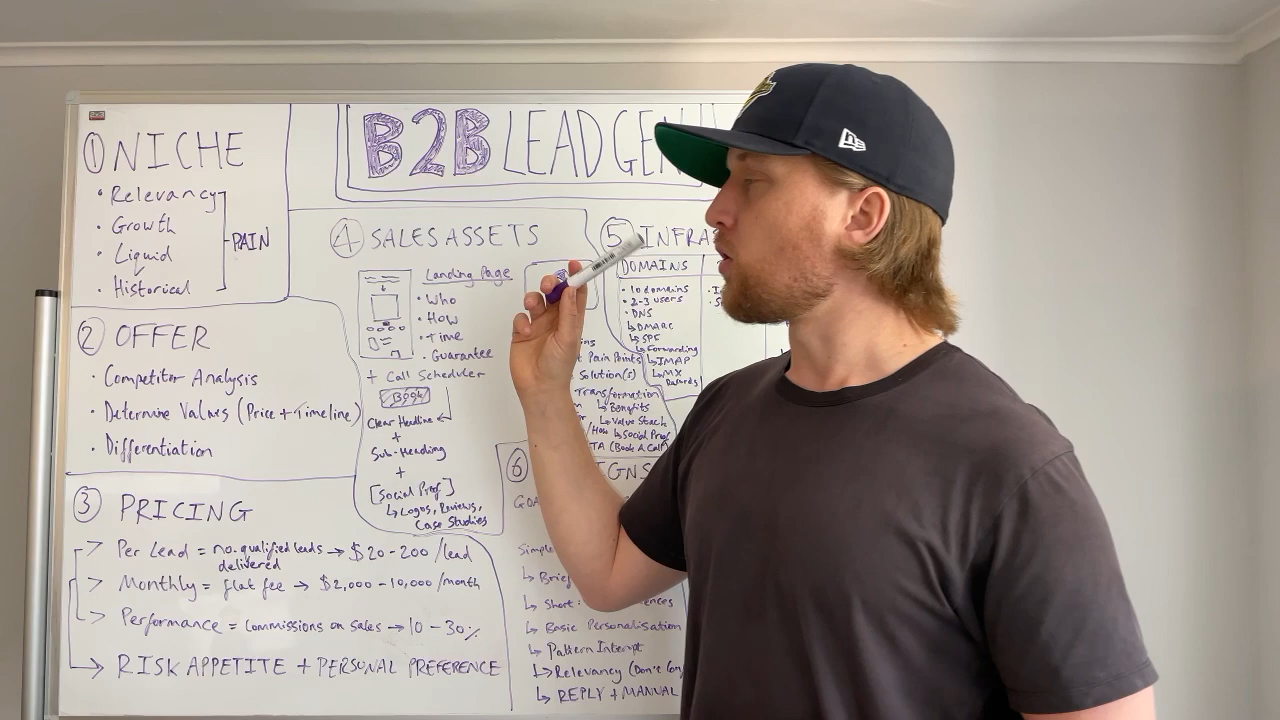 B2B LEAD GEN
① NICHE
• Relevancy
• Growth
• Liquid
• Historical
PAIN
② OFFER
• Competitor Analysis
• Determine Values (Price + Timeline)
• Differentiation
③ PRICING
> Per Lead = no. qualified leads delivered → $20-200 /lead
> Monthly = flat fee → $2,000-10,000/month
> Performance = commissions on sales → 10-30%
→ RISK APPETITE + PERSONAL PREFERENCE
④ SALES ASSETS
Landing Page
• Who
• How
• Time
• Guarantee
+ Call Scheduler
Book
Clear Headline
+
Sub-Heading
+
[Social Proof]
↳ Logos, Reviews,
Case Studies
Pain Points
Solution(s)
Transformation
↳ Benefits
↳ Value Stack
/How ↳ Social Proof
TA (Book A Call)
⑤ INFRA
DOMAINS
• 10 domains
• 2-3 users
• DNS
↳ DMARC
↳ SPF
↳ Forwarding
↳ IMAP
↳ MX
Records
⑥ IGNS
GOA
Simple
↳ Brief
↳ Short
↳ Basic Personalisation
↳ Pattern Interupt
↳ Relevancy (Don't
↳ REPLY + MANUAL